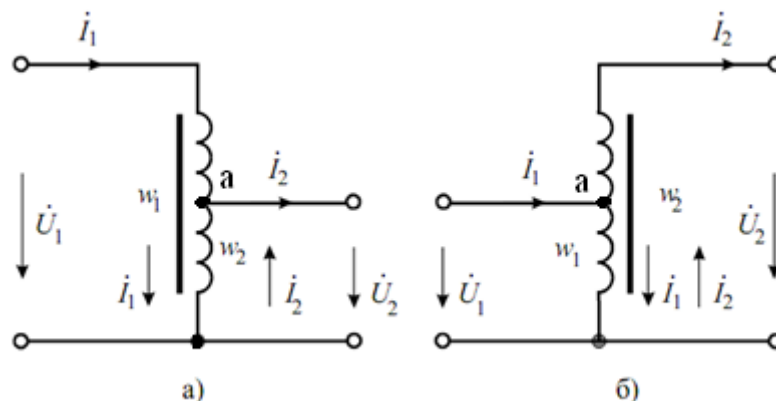 İ₁ İ₂
a İ₂ İ₁ a
w₁ w₂
U̇₁ w₂ w₁ U̇₂
İ₁ İ₂ U̇₂ U̇₁ İ₁ İ₂
а) б)